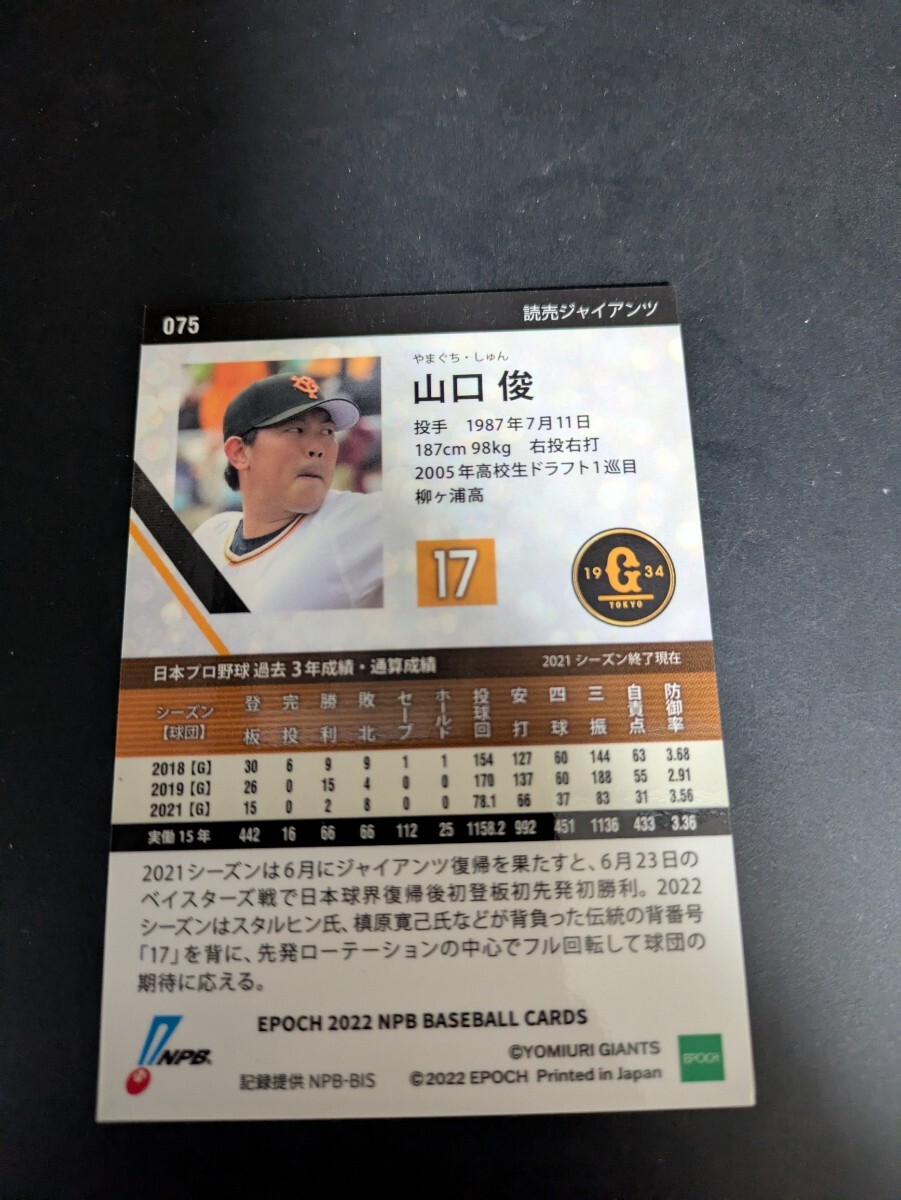 075
読売ジャイアンツ
やまぐち・しゅん
山口 俊
投手 1987年7月11日
187cm 98kg 右投右打
2005年高校生ドラフト1巡目
柳ヶ浦高
17
19 G 34
TOKYO
日本プロ野球 過去 3年成績・通算成績 2021 シーズン終了現在
シーズン【球団】 登板 完投 勝利 敗北 セーブ ホールド 投球回 安打 四球 三振 自責点 防御率
2018【G】 30 6 9 9 1 1 154 127 60 144 63 3.68
2019【G】 26 0 15 4 0 0 170 137 60 188 55 2.91
2021【G】 15 0 2 8 0 0 78.1 66 37 83 31 3.56
実働15年 442 16 66 66 112 25 1158.2 992 451 1136 433 3.36
2021シーズンは6月にジャイアンツ復帰を果たすと、6月23日の
ベイスターズ戦で日本球界復帰後初登板初先発初勝利。2022
シーズンはスタルヒン氏、槙原寛己氏などが背負った伝統の背番号
「17」を背に、先発ローテーションの中心でフル回転して球団の
期待に応える。
EPOCH 2022 NPB BASEBALL CARDS
NPB
©YOMIURI GIANTS
記録提供 NPB-BIS ©2022 EPOCH Printed in Japan
EPOCH